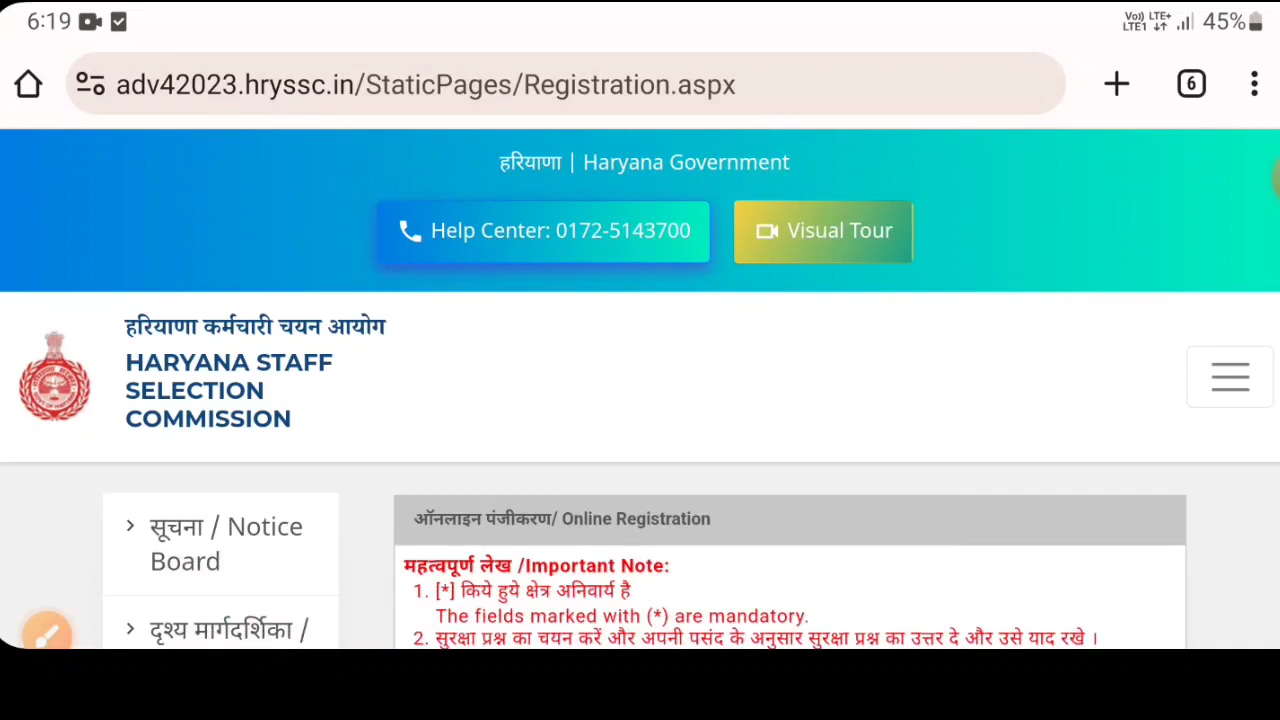 6:19
Vo) LTE+
LTE1 45%
adv42023.hryssc.in/StaticPages/Registration.aspx
6
हरियाणा | Haryana Government
Help Center: 0172-5143700
Visual Tour
हरियाणा कर्मचारी चयन आयोग
HARYANA STAFF
SELECTION
COMMISSION
सूचना / Notice
Board
दृश्य मार्गदर्शिका /
ऑनलाइन पंजीकरण/ Online Registration
महत्वपूर्ण लेख /Important Note:
1. [*] किये हुये क्षेत्र अनिवार्य है
The fields marked with (*) are mandatory.
2. सुरक्षा प्रश्न का चयन करें और अपनी पसंद के अनुसार सुरक्षा प्रश्न का उत्तर दे और उसे याद रखे ।